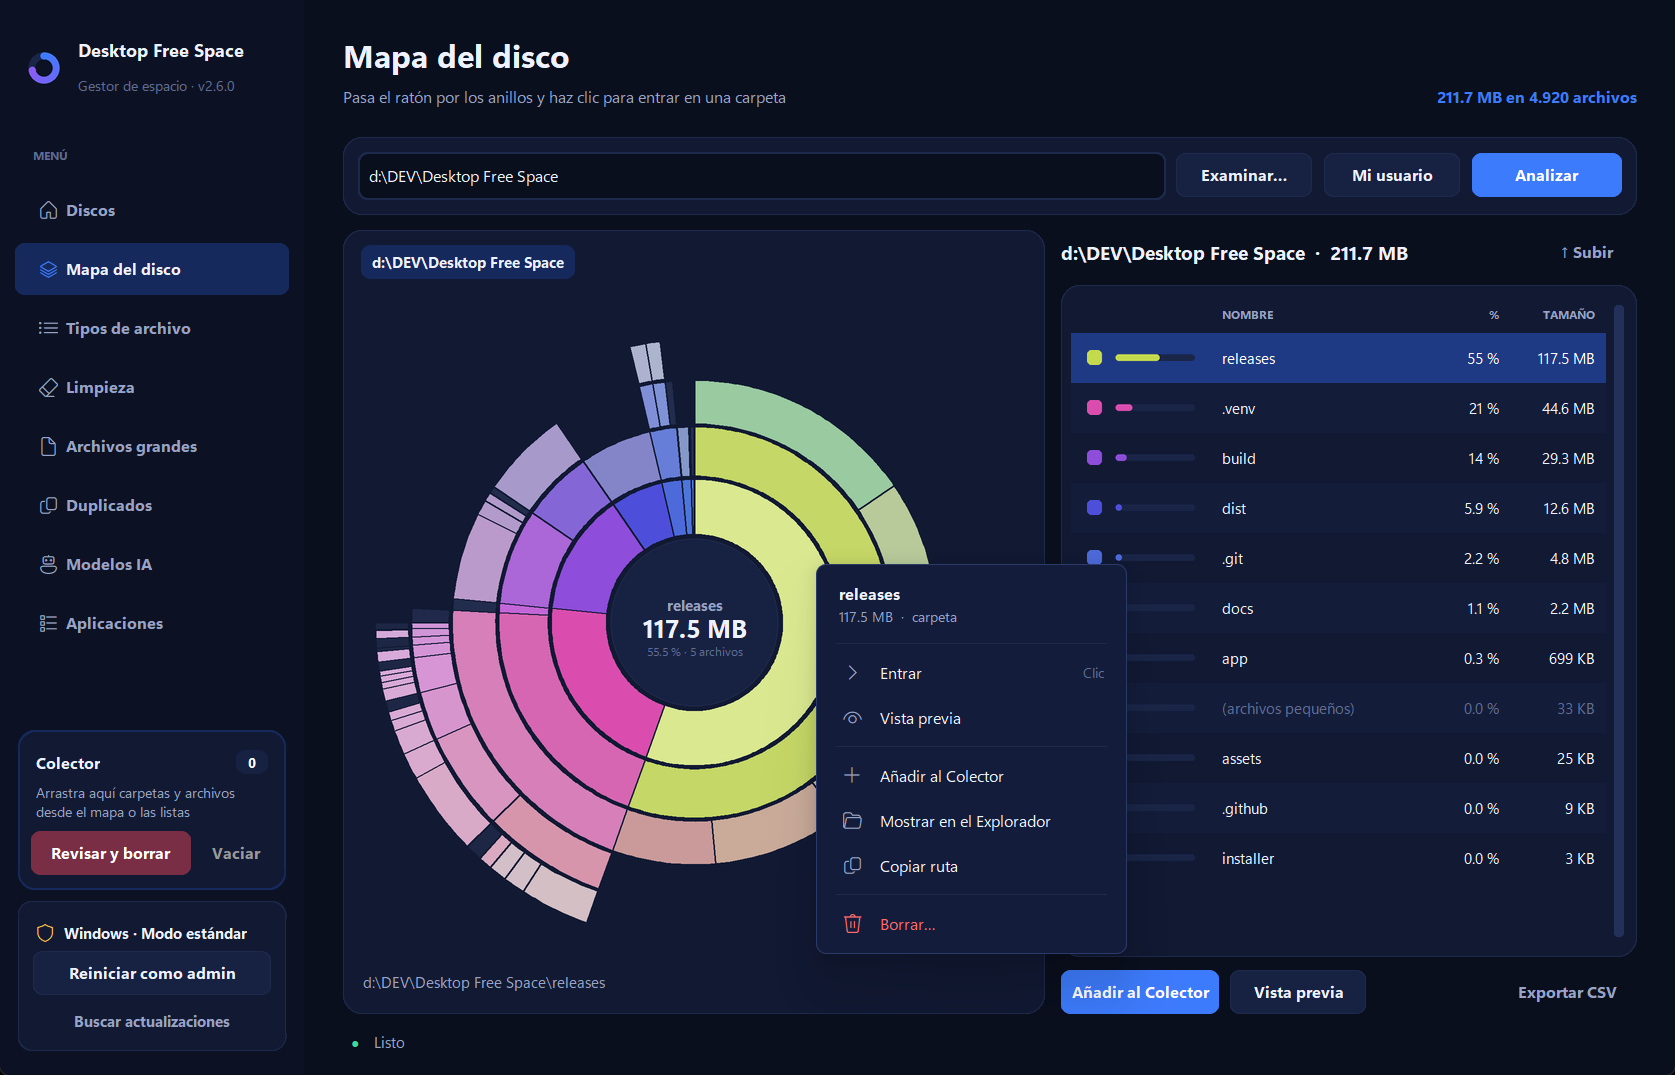 Desktop Free Space
Gestor de espacio · v2.6.0
MENÚ
Discos
Mapa del disco
Tipos de archivo
Limpieza
Archivos grandes
Duplicados
Modelos IA
Aplicaciones
Colector 0
Arrastra aquí carpetas y archivos
desde el mapa o las listas
Revisar y borrar Vaciar
Windows · Modo estándar
Reiniciar como admin
Buscar actualizaciones
Mapa del disco
Pasa el ratón por los anillos y haz clic para entrar en una carpeta
211.7 MB en 4.920 archivos
d:\DEV\Desktop Free Space
Examinar... Mi usuario Analizar
d:\DEV\Desktop Free Space
releases
117.5 MB
55.5 % · 5 archivos
d:\DEV\Desktop Free Space\releases
releases
117.5 MB · carpeta
Entrar Clic
Vista previa
Añadir al Colector
Mostrar en el Explorador
Copiar ruta
Borrar...
d:\DEV\Desktop Free Space · 211.7 MB
↑ Subir
NOMBRE % TAMAÑO
releases 55 % 117.5 MB
.venv 21 % 44.6 MB
build 14 % 29.3 MB
dist 5.9 % 12.6 MB
.git 2.2 % 4.8 MB
docs 1.1 % 2.2 MB
app 0.3 % 699 KB
(archivos pequeños) 0.0 % 33 KB
assets 0.0 % 25 KB
.github 0.0 % 9 KB
installer 0.0 % 3 KB
Añadir al Colector Vista previa Exportar CSV
Listo